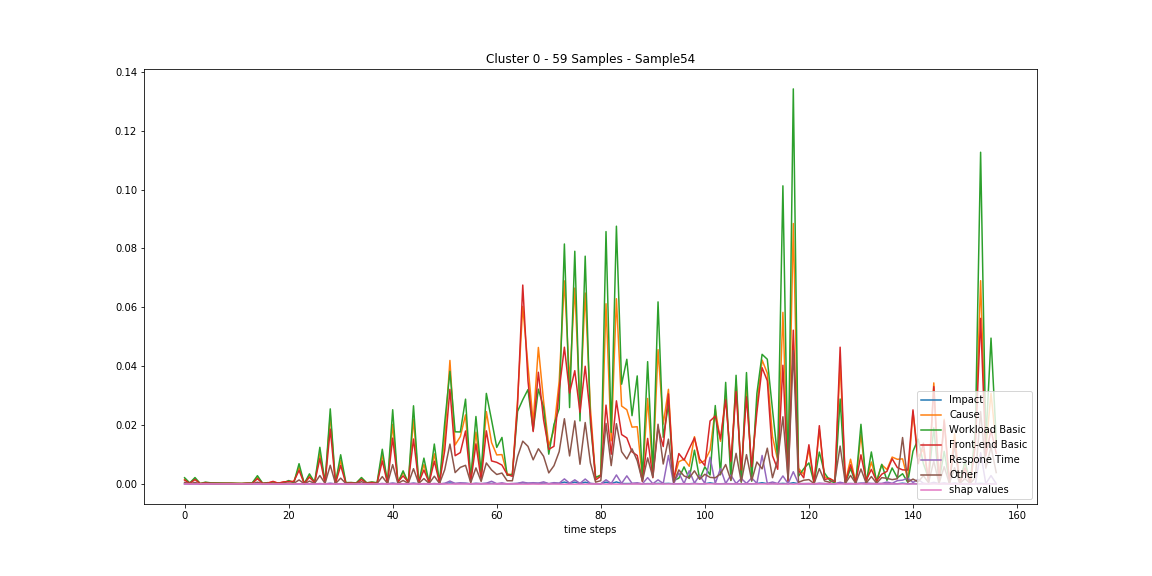 Cluster 0 - 59 Samples - Sample54
0.14
0.12
0.10
0.08
0.06
0.04
0.02
0.00
Impact
Cause
Workload Basic
Front-end Basic
Respone Time
Other
shap values
0 20 40 60 80 100 120 140 160
time steps